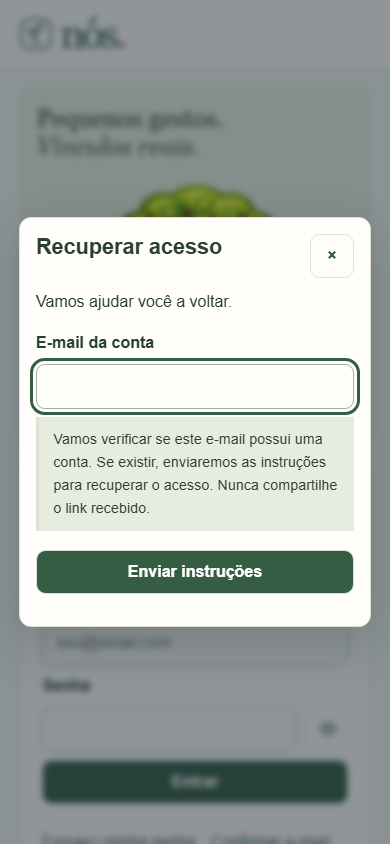 nós.
Pequenos gestos.
Vínculos reais.
Recuperar acesso
×
Vamos ajudar você a voltar.
E-mail da conta
Vamos verificar se este e-mail possui uma
conta. Se existir, enviaremos as instruções
para recuperar o acesso. Nunca compartilhe
o link recebido.
Enviar instruções
seu@email.com
Senha
Entrar